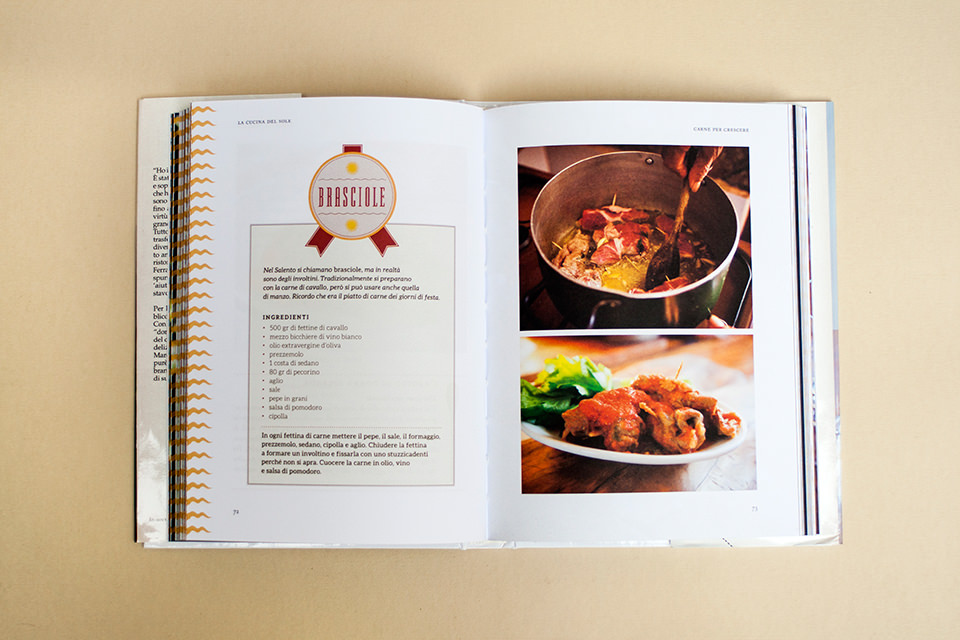 LA CUCINA DEL SOLE
BRASCIOLE
Nel Salento si chiamano brasciole, ma in realtà
sono degli involtini. Tradizionalmente si preparano
con la carne di cavallo, però si può usare anche quella
di manzo. Ricordo che era il piatto di carne dei giorni di festa.
INGREDIENTI
• 500 gr di fettine di cavallo
• mezzo bicchiere di vino bianco
• olio extravergine d'oliva
• prezzemolo
• 1 costa di sedano
• 80 gr di pecorino
• aglio
• sale
• pepe in grani
• salsa di pomodoro
• cipolla
In ogni fettina di carne mettere il pepe, il sale, il formaggio,
prezzemolo, sedano, cipolla e aglio. Chiudere la fettina
a formare un involtino e fissarla con uno stuzzicadenti
perché non si apra. Cuocere la carne in olio, vino
e salsa di pomodoro.
72
CARNE PER CRESCERE
73